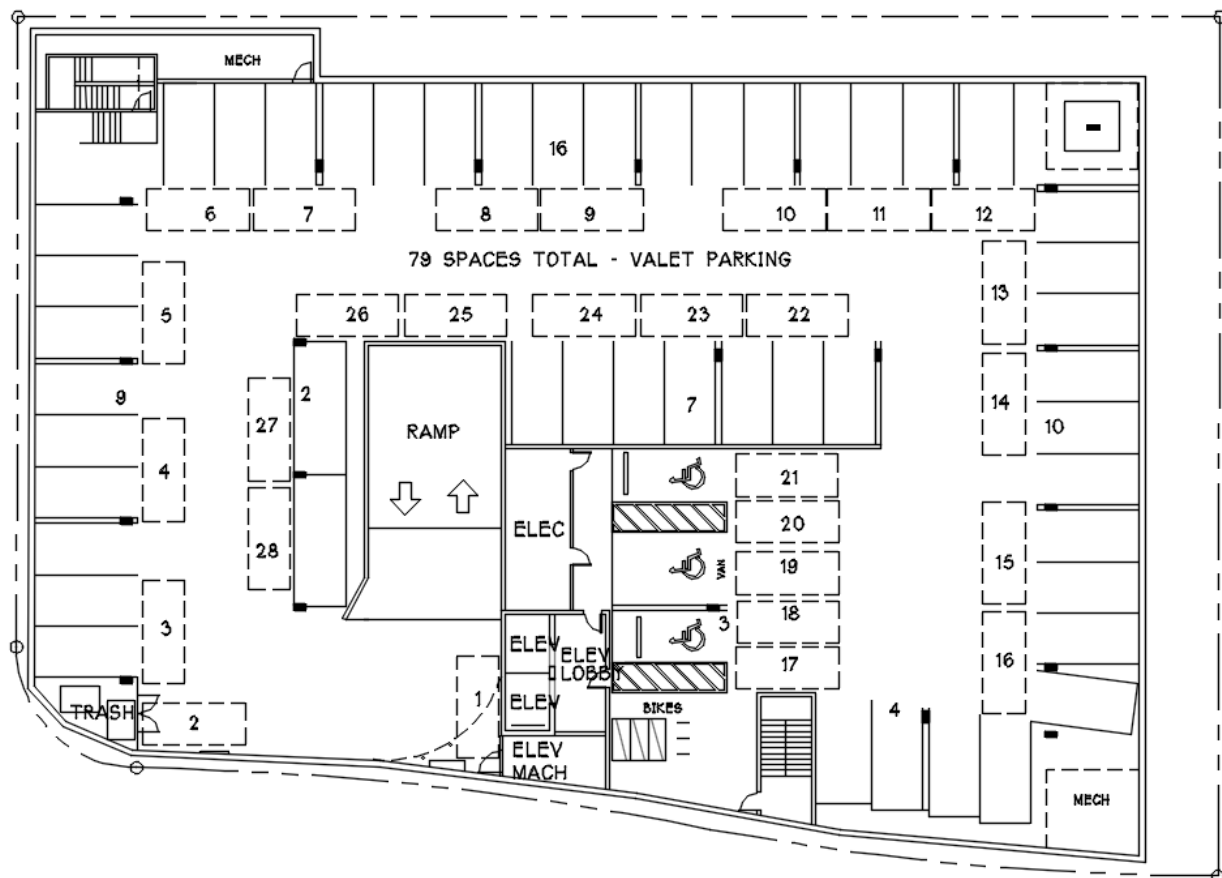 MECH
16
6
7
8
9
10
11
12
79 SPACES TOTAL - VALET PARKING
13
5
26
25
24
23
22
14
9
27
2
RAMP
7
10
4
21
20
ELEC
28
19
VAN
15
3
18
3
ELEV
ELEV
LOBBY
17
16
1
ELEV
TRASH
2
BIKES
4
ELEV
MACH
MECH